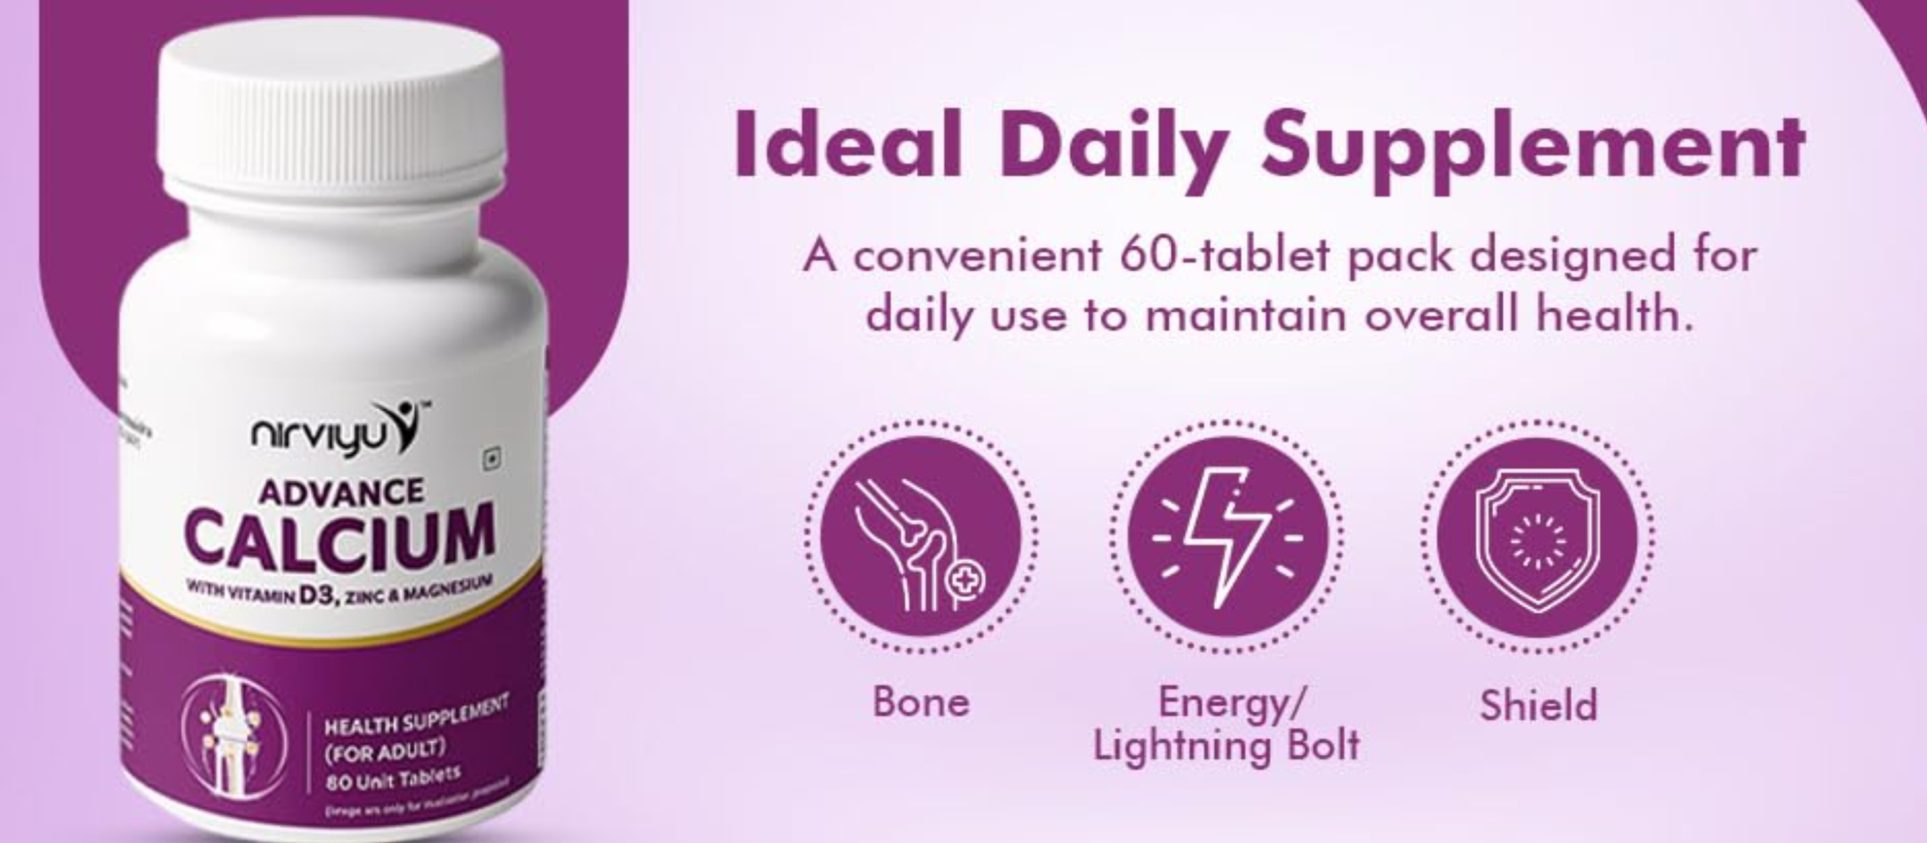 nirviyu™
ADVANCE
CALCIUM
WITH VITAMIN D3, ZINC & MAGNESIUM
HEALTH SUPPLEMENT
(FOR ADULT)
80 Unit Tablets
Ideal Daily Supplement
A convenient 60-tablet pack designed for
daily use to maintain overall health.
Bone
Energy/
Lightning Bolt
Shield